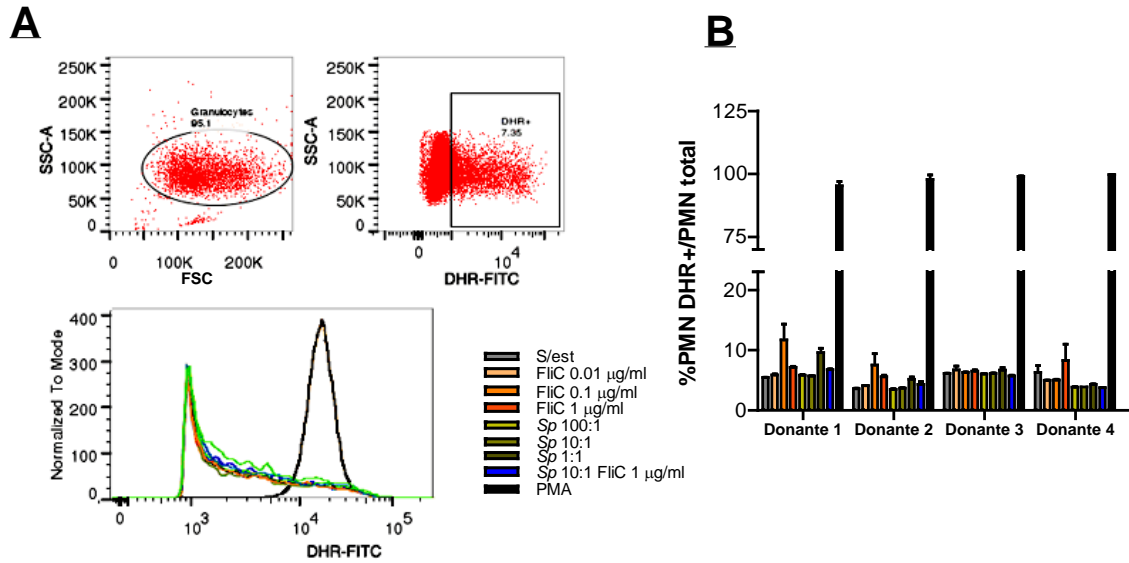 A
250K
200K
150K
100K
50K
0
SSC-A
Granulocytes
95.1
0
100K
200K
FSC
250K
200K
150K
100K
50K
0
SSC-A
DHR+
7.35
0
10^4
DHR-FITC
400
300
200
100
0
Normalized To Mode
0
10^3
10^4
10^5
DHR-FITC
S/est
FliC 0.01 µg/ml
FliC 0.1 µg/ml
FliC 1 µg/ml
Sp 100:1
Sp 10:1
Sp 1:1
Sp 10:1 FliC 1 µg/ml
PMA
B
%PMN DHR+/PMN total
125
100
75
20
10
0
Donante 1
Donante 2
Donante 3
Donante 4